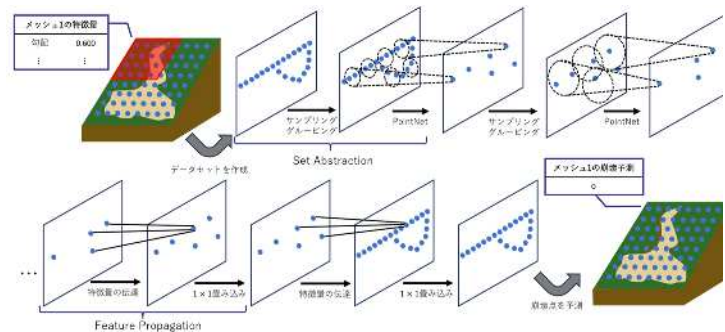 メッシュ1の特徴量
勾配 0.600
⋮ ⋮
サンプリング
グルーピング
PointNet
サンプリング
グルーピング
PointNet
データセットを作成
Set Abstraction
メッシュ1の崩壊予測
○
...
特徴量の伝達
1×1畳み込み
特徴量の伝達
1×1畳み込み
崩壊点を予測
Feature Propagation